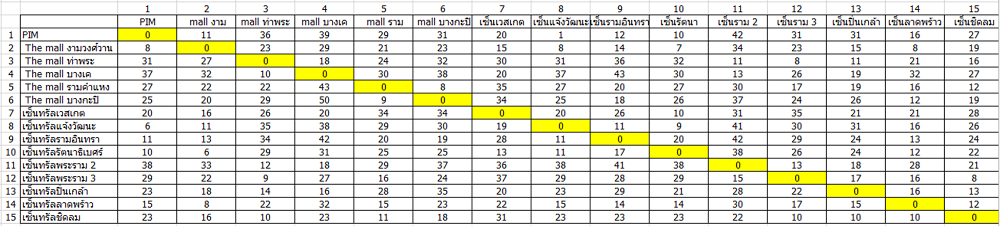 1 2 3 4 5 6 7 8 9 10 11 12 13 14 15
PIM mall งาม mall ท่าพระ mall บางเค mall ราม mall บางกะปิ เซ็นเวสเกต เซ็นแจ้งวัฒนะ เซ็นรามอินทรา เซ็นรัตนา เซ็นราม 2 เซ็นราม 3 เซ็นปิ่นเกล้า เซ็นลาดพร้าว เซ็นชิดลม
1 PIM 0 11 36 39 29 31 20 1 12 10 42 31 31 16 27
2 The mall งามวงศ์วาน 8 0 23 29 21 23 15 8 14 7 34 23 15 8 19
3 The mall ท่าพระ 31 27 0 18 24 32 30 31 36 32 11 8 11 21 16
4 The mall บางเค 37 32 10 0 30 38 20 37 43 30 13 26 19 32 27
5 The mall รามคำแหง 27 22 22 43 0 8 35 27 20 27 30 17 19 16 12
6 The mall บางกะปิ 25 20 29 50 9 0 34 25 18 26 37 24 26 12 19
7 เซ็นทรัลเวสเกต 20 16 26 20 34 34 0 20 26 10 31 35 21 21 28
8 เซ็นทรัลแจ้งวัฒนะ 6 11 35 38 29 30 19 0 11 9 41 30 31 16 26
9 เซ็นทรัลรามอินทรา 11 13 34 42 20 19 28 11 0 20 42 29 24 13 24
10 เซ็นทรัลรัตนาธิเบศร์ 10 6 29 31 25 25 13 11 17 0 38 26 24 12 22
11 เซ็นทรัลพระราม 2 38 33 12 18 29 37 36 38 41 38 0 13 18 28 21
12 เซ็นทรัลพระราม 3 29 22 9 27 16 24 37 29 28 29 15 0 17 16 8
13 เซ็นทรัลปิ่นเกล้า 23 18 14 16 28 35 20 23 29 21 28 22 0 16 13
14 เซ็นทรัลลาดพร้าว 15 8 22 32 15 23 22 15 14 14 30 17 15 0 12
15 เซ็นทรัลชิดลม 23 16 10 23 11 18 31 23 23 23 22 10 10 10 0